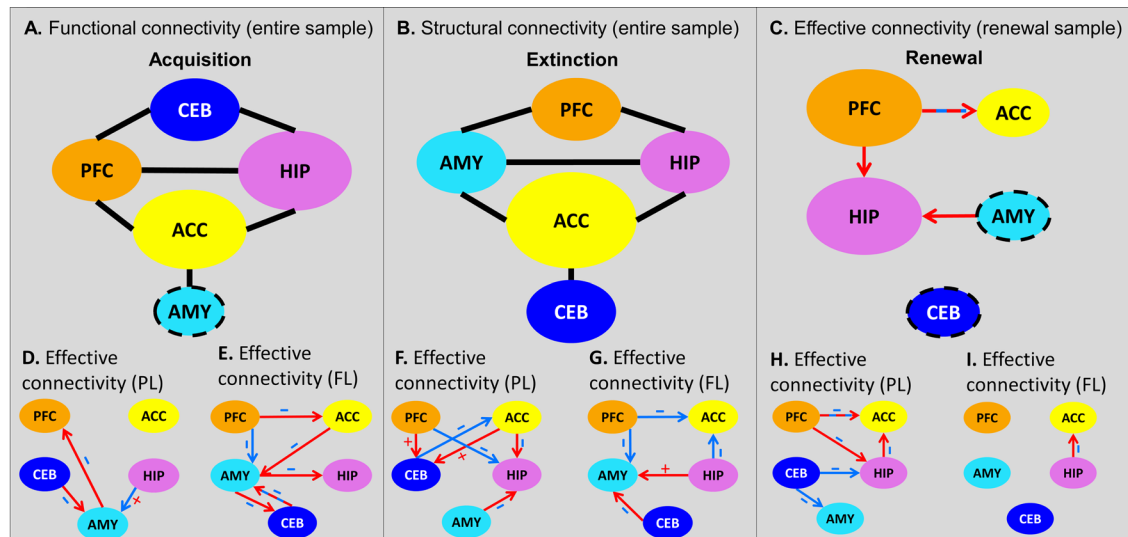 A. Functional connectivity (entire sample)
Acquisition
CEB
PFC
HIP
ACC
AMY
B. Structural connectivity (entire sample)
Extinction
PFC
AMY
HIP
ACC
CEB
C. Effective connectivity (renewal sample)
Renewal
PFC
ACC
HIP
AMY
CEB
D. Effective
connectivity (PL)
PFC
ACC
-
CEB
HIP
-
+
AMY
E. Effective
connectivity (FL)
PFC
-
ACC
-
-
AMY
-
HIP
-
-
CEB
F. Effective
connectivity (PL)
PFC
ACC
+
-
-
+
-
CEB
HIP
-
AMY
G. Effective
connectivity (FL)
PFC
-
ACC
-
-
AMY
+
HIP
-
CEB
H. Effective
connectivity (PL)
PFC
-
ACC
-
-
CEB
-
HIP
-
AMY
I. Effective
connectivity (FL)
PFC
ACC
-
AMY
HIP
CEB